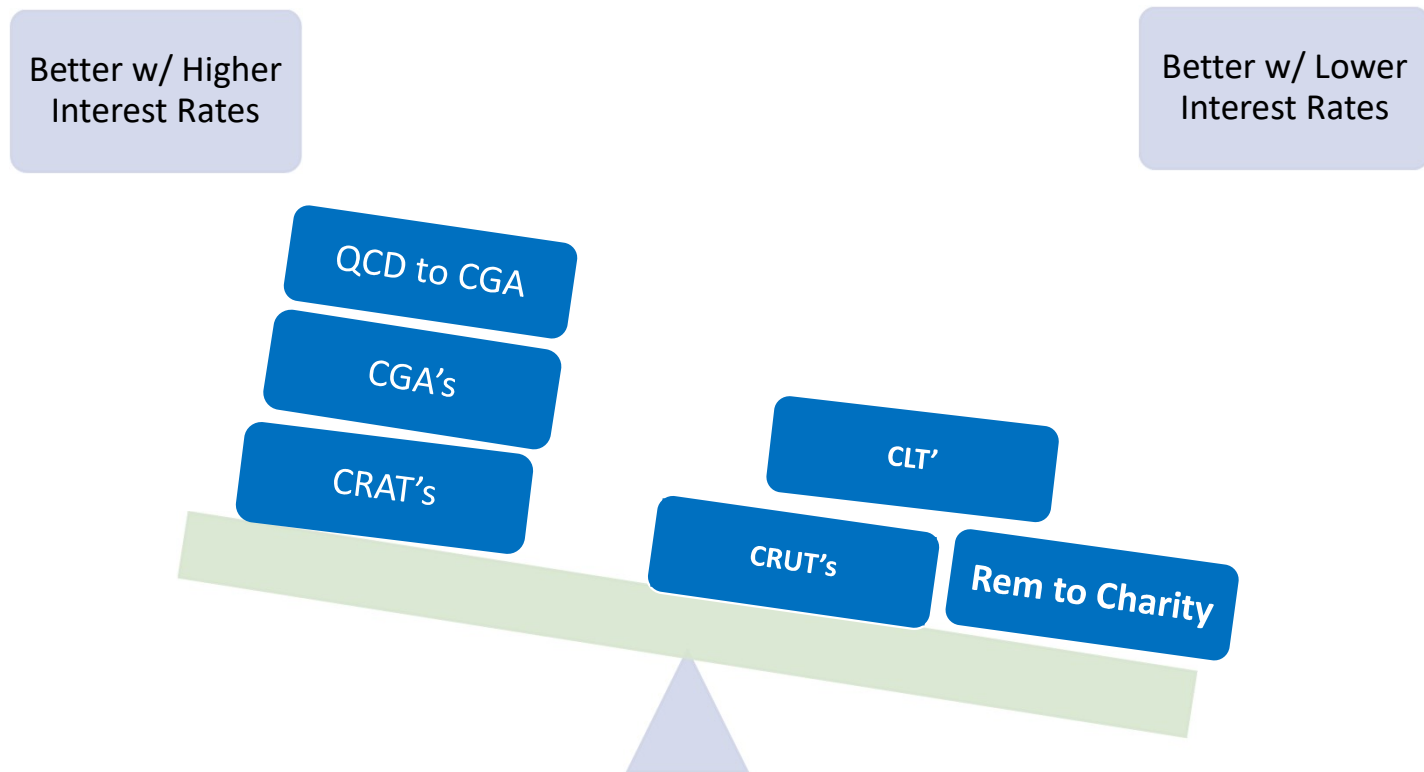 Better w/ Higher
Interest Rates
Better w/ Lower
Interest Rates
QCD to CGA
CGA’s
CRAT’s
CLT’
CRUT’s
Rem to Charity